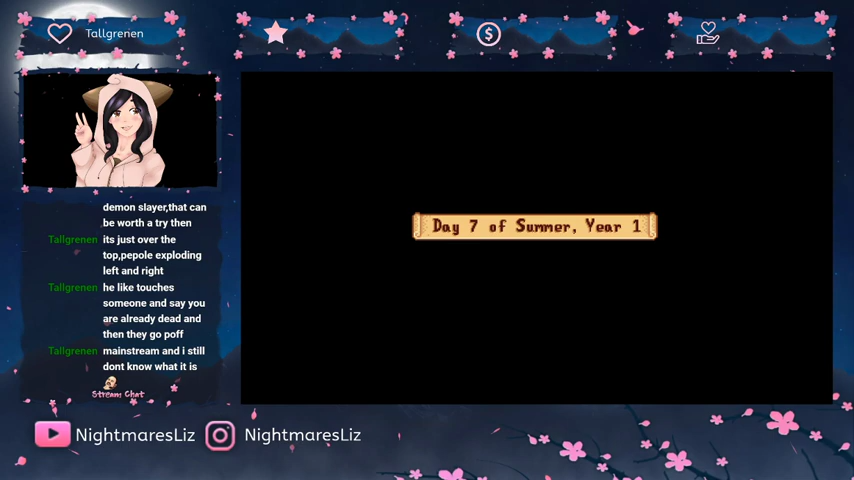 Tallgrenen
demon slayer,that can
be worth a try then
Tallgrenen its just over the
top,pepole exploding
left and right
Tallgrenen he like touches
someone and say you
are already dead and
then they go poff
Tallgrenen mainstream and i still
dont know what it is
Stream Chat
Day 7 of Summer, Year 1
NightmaresLiz NightmaresLiz